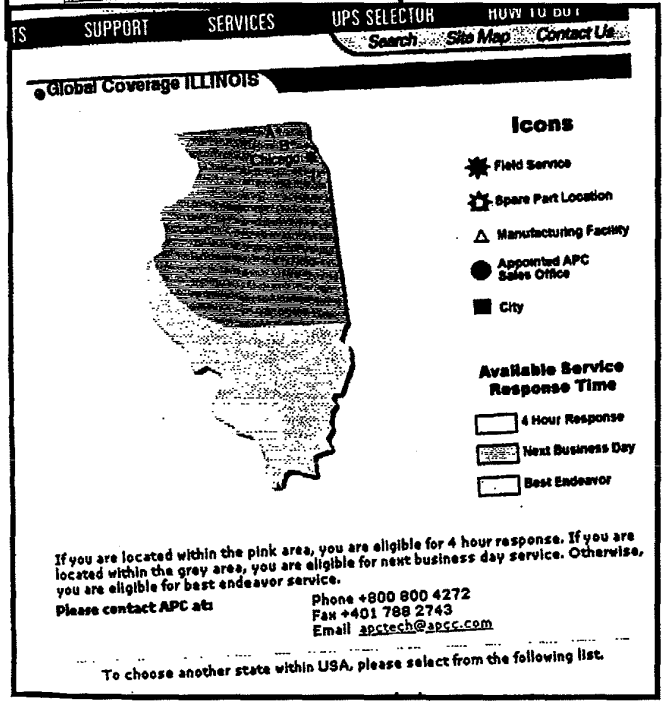 TS SUPPORT SERVICES UPS SELECTOR HOW TO BUY
Search Site Map Contact Us
Global Coverage ILLINOIS
Chicago
Icons
Field Service
Spare Part Location
Manufacturing Facility
Appointed APC
Sales Office
City
Available Service
Response Time
4 Hour Response
Next Business Day
Best Endeavor
If you are located within the pink area, you are eligible for 4 hour response. If you are
located within the grey area, you are eligible for next business day service. Otherwise,
you are eligible for best endeavor service.
Please contact APC at:
Phone +800 800 4272
Fax +401 788 2743
Email apctech@apcc.com
To choose another state within USA, please select from the following list.